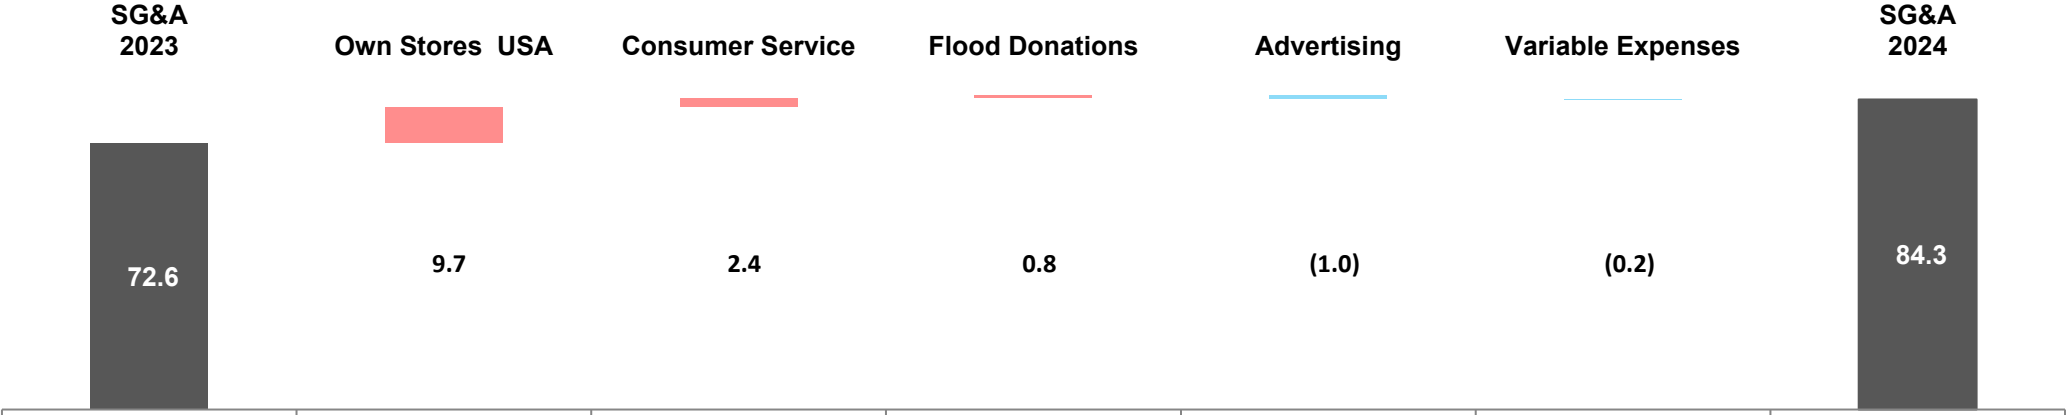 SG&A
2023
Own Stores  USA
Consumer Service
Flood Donations
Advertising
Variable Expenses
SG&A
2024
72.6
9.7
2.4
0.8
(1.0)
(0.2)
84.3